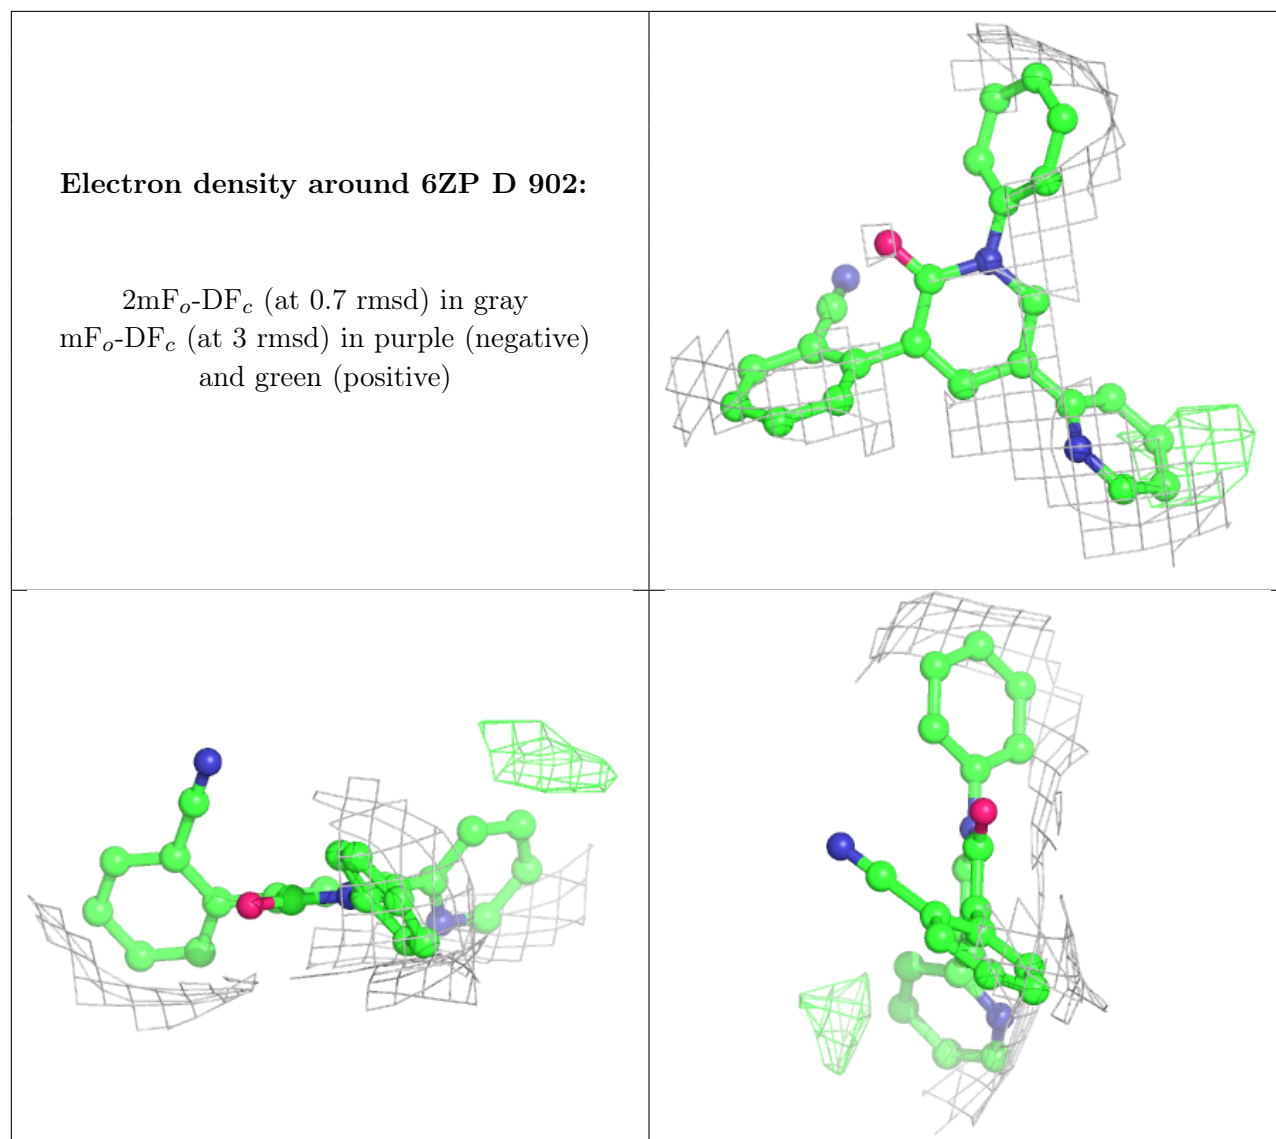 Electron density around 6ZP D 902:
2mFo-DFc (at 0.7 rmsd) in gray
mFo-DFc (at 3 rmsd) in purple (negative)
and green (positive)